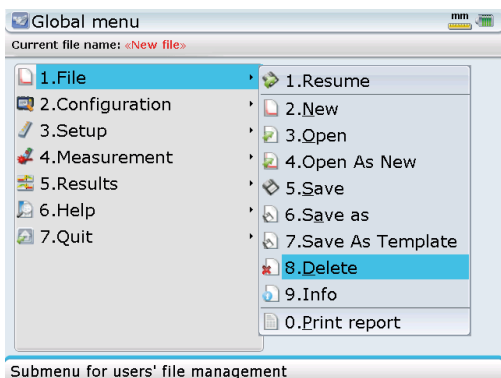 Global menu
mm
Current file name: «New file»
1.File
2.Configuration
3.Setup
4.Measurement
5.Results
6.Help
7.Quit
1.Resume
2.New
3.Open
4.Open As New
5.Save
6.Save as
7.Save As Template
8.Delete
9.Info
0.Print report
Submenu for users' file management